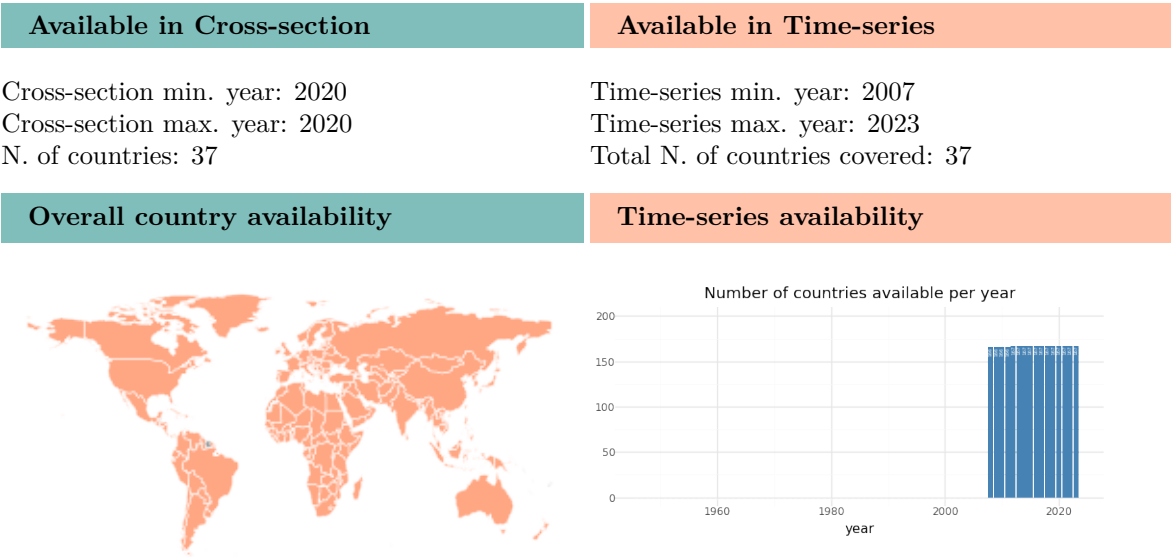 Available in Cross-section
Available in Time-series
Cross-section min. year: 2020
Cross-section max. year: 2020
N. of countries: 37
Time-series min. year: 2007
Time-series max. year: 2023
Total N. of countries covered: 37
Overall country availability
Time-series availability
Number of countries available per year
200
150
100
50
0
1960
1980
2000
2020
year